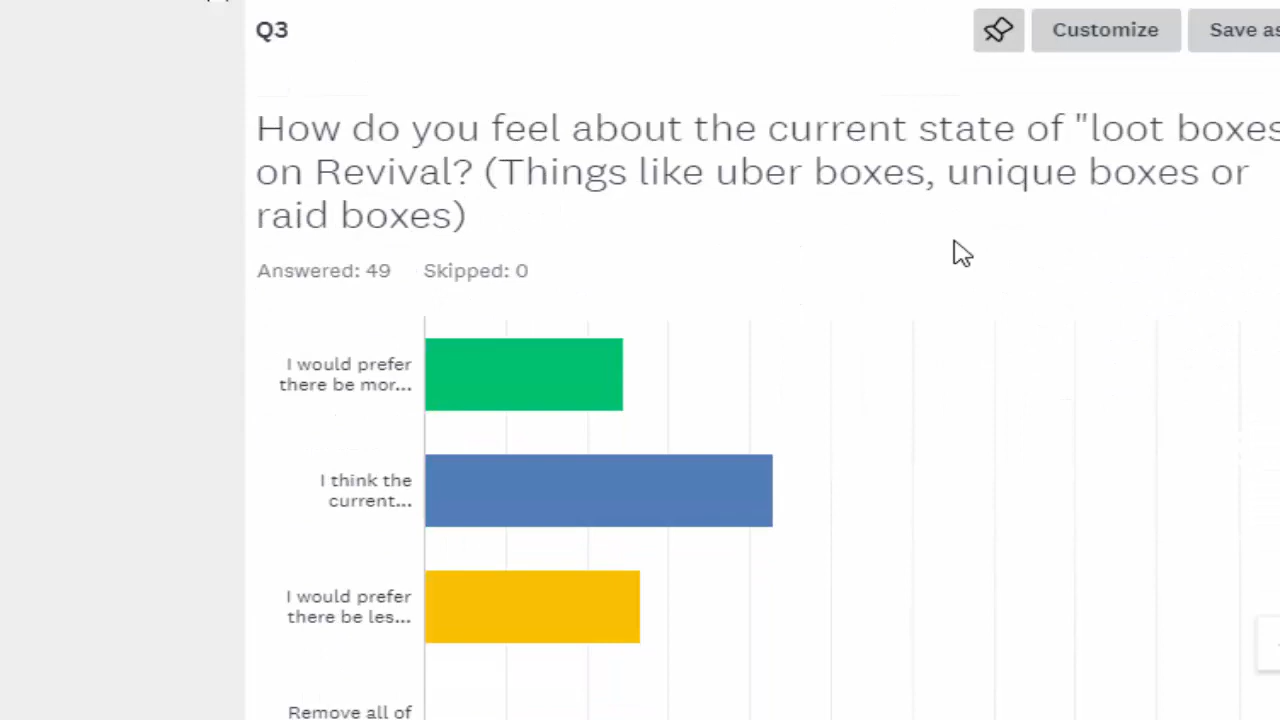 Q3
Customize
Save as
How do you feel about the current state of "loot boxes
on Revival? (Things like uber boxes, unique boxes or
raid boxes)
Answered: 49 Skipped: 0
I would prefer
there be mor...
I think the
current...
I would prefer
there be les...
Remove all of